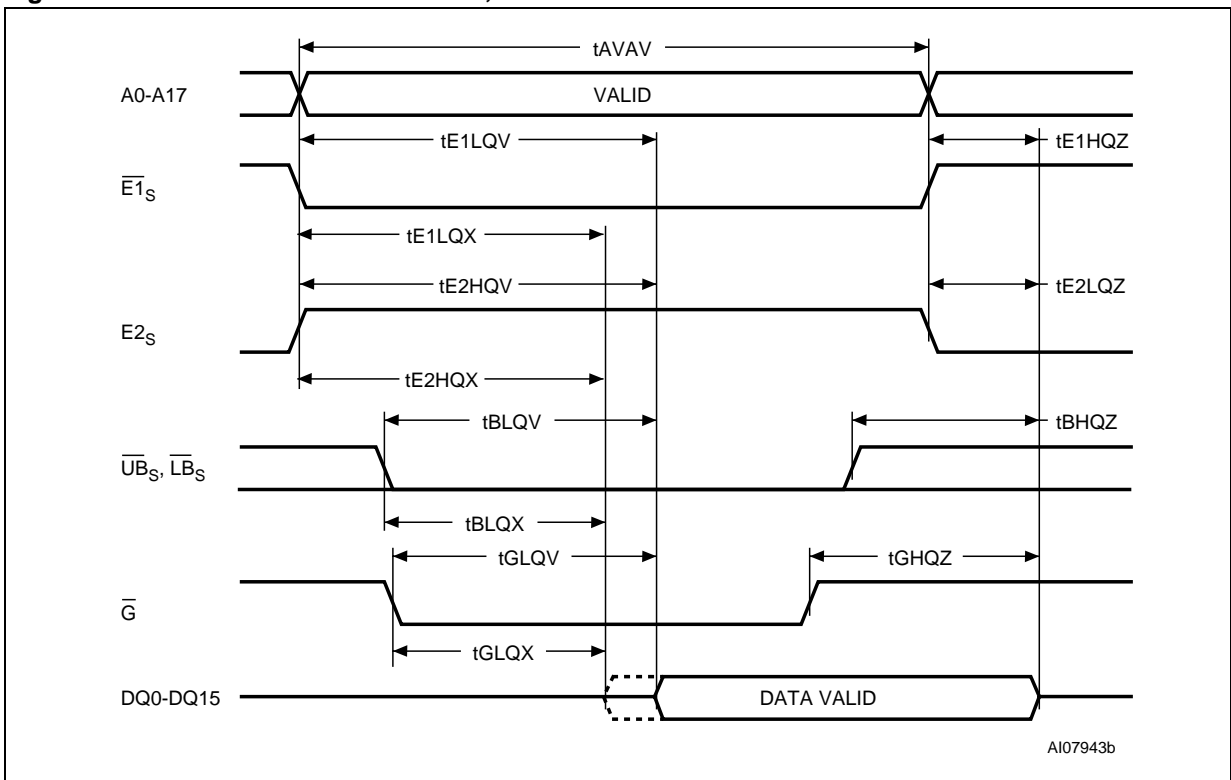 tAVAV
A0-A17
VALID
tE1LQV
tE1HQZ
E1S
tE1LQX
tE2HQV
tE2LQZ
E2S
tE2HQX
tBLQV
tBHQZ
UBS, LBS
tBLQX
tGLQV
tGHQZ
G
tGLQX
DQ0-DQ15
DATA VALID
AI07943b